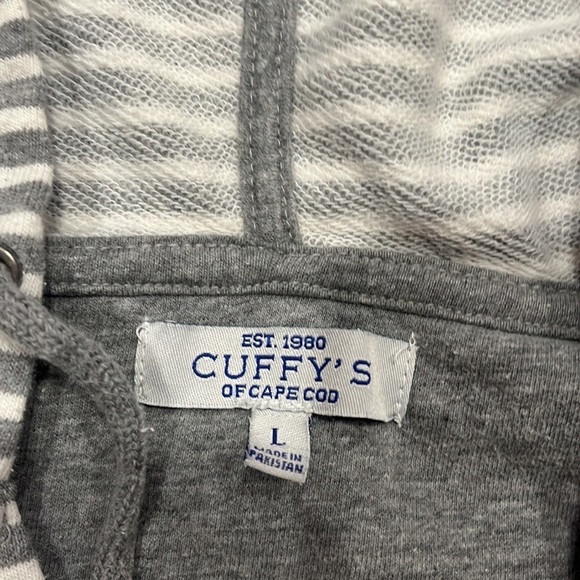 EST. 1980
CUFFY'S
OF CAPE COD
L
MADE IN
PAKISTAN